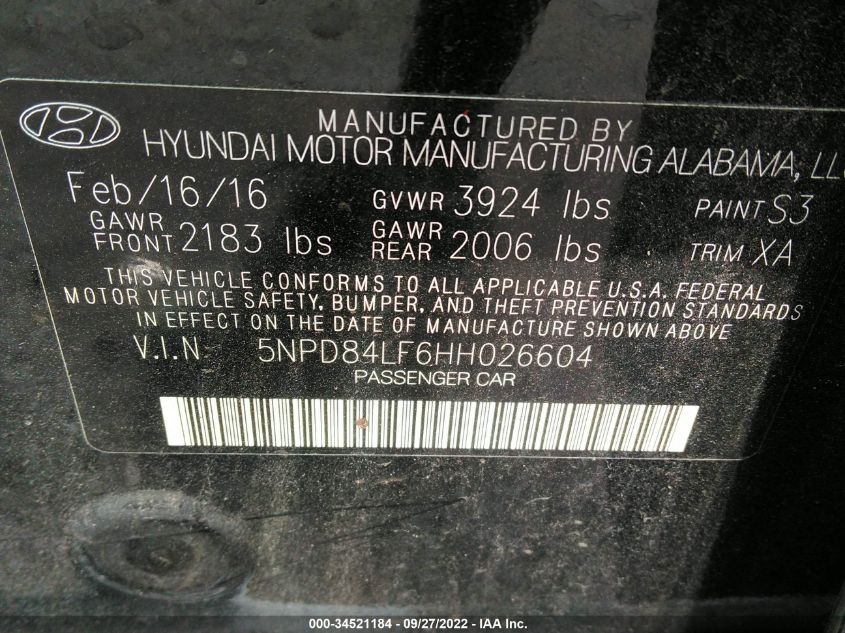 MANUFACTURED BY
HYUNDAI MOTOR MANUFACTURING ALABAMA, LLC
Feb/16/16 GVWR 3924 lbs PAINT S3
GAWR FRONT 2183 lbs GAWR REAR 2006 lbs TRIM XA
THIS VEHICLE CONFORMS TO ALL APPLICABLE U.S.A. FEDERAL
MOTOR VEHICLE SAFETY, BUMPER, AND THEFT PREVENTION STANDARDS
IN EFFECT ON THE DATE OF MANUFACTURE SHOWN ABOVE
V.I.N 5NPD84LF6HH026604
PASSENGER CAR
000-34521184 - 09/27/2022 - IAA Inc.